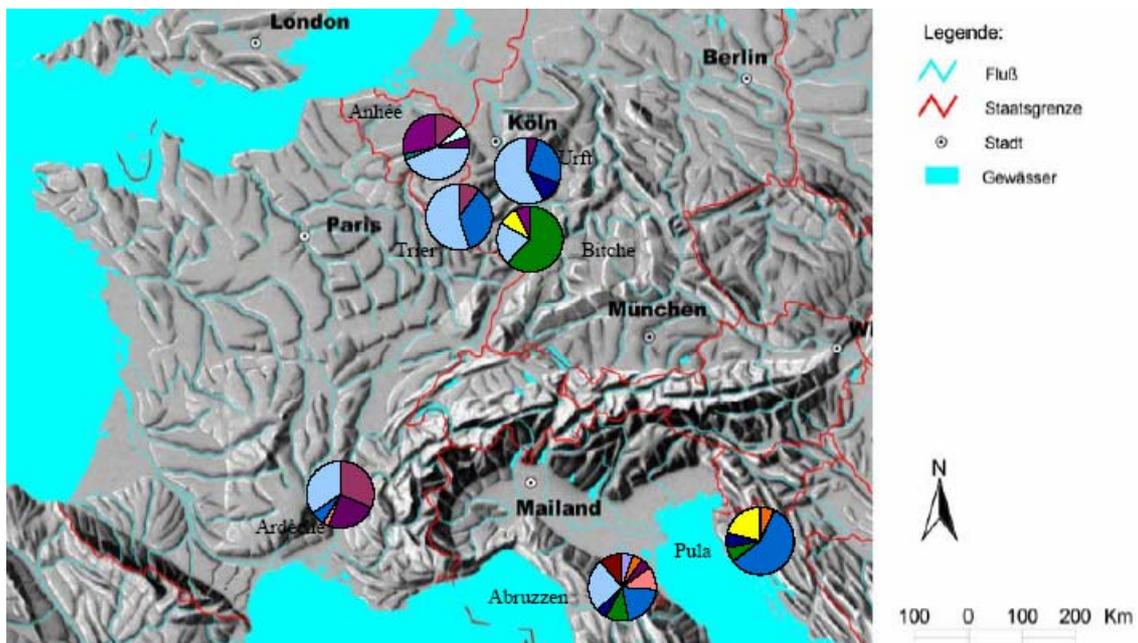 London
Berlin
Anhée
Köln
Urft
Paris
Trier
Bitche
München
Wi
Ardèche
Mailand
Pula
Abruzzen
Legende:
Fluß
Staatsgrenze
Stadt
Gewässer
N
100 0 100 200 Km